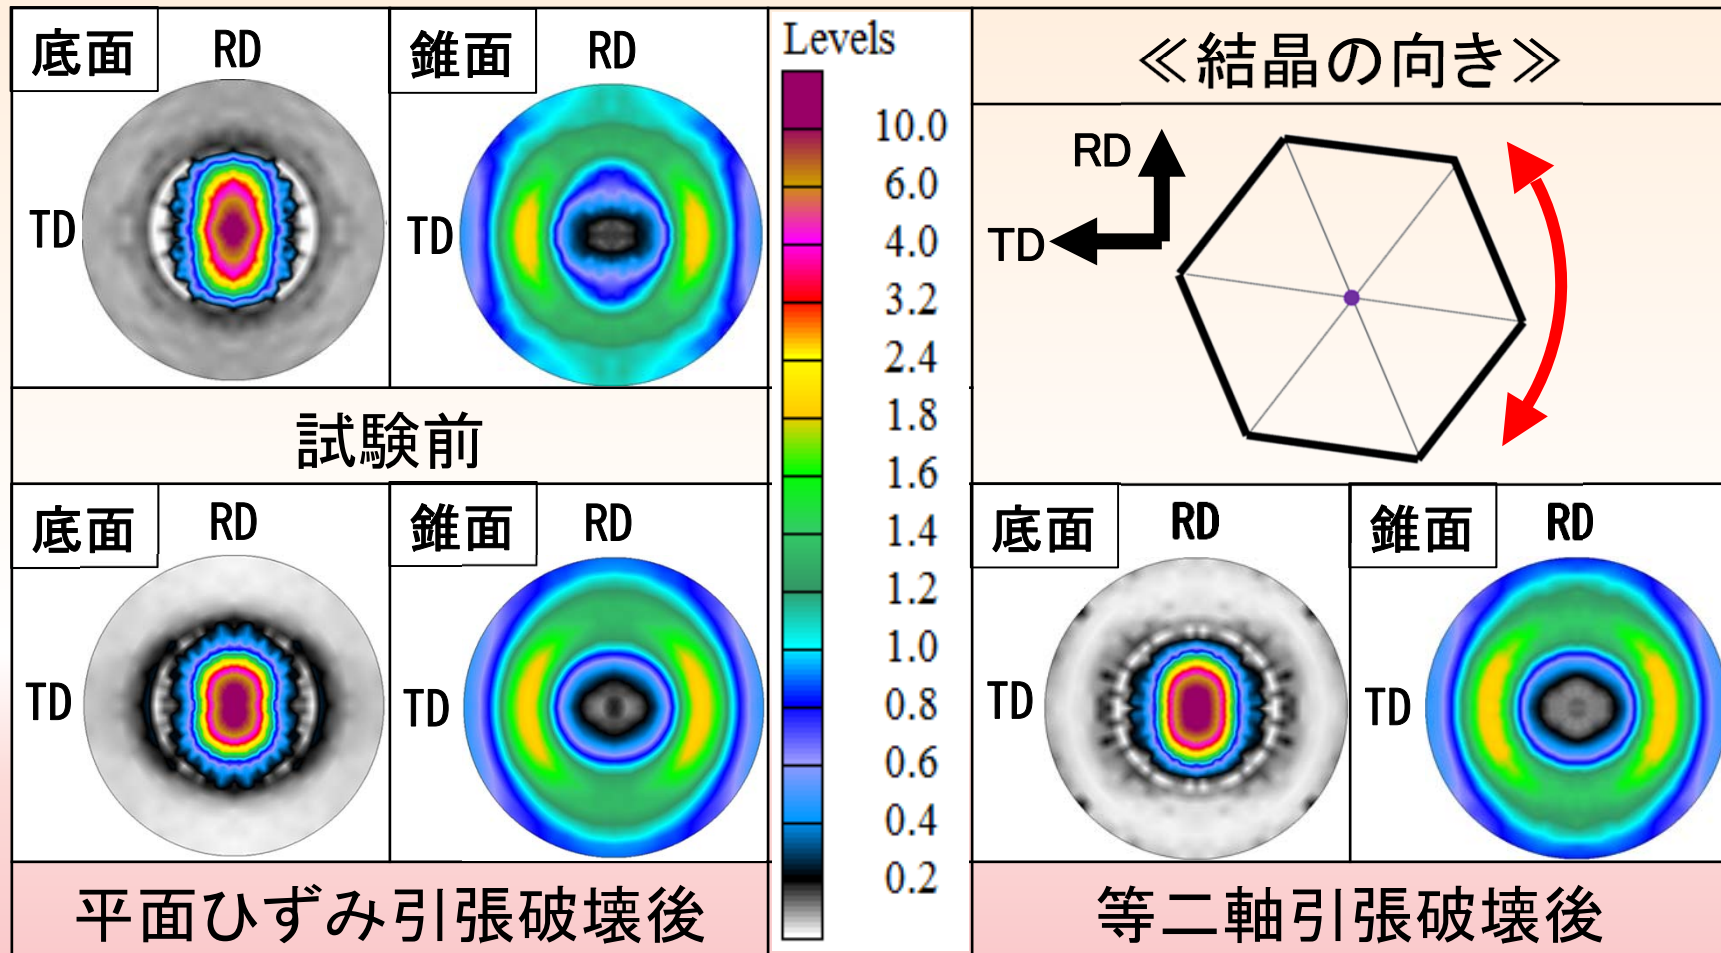 底面
RD
TD
錐面
RD
TD
試験前
Levels
10.0
6.0
4.0
3.2
2.4
1.8
1.6
1.4
1.2
1.0
0.8
0.6
0.4
0.2
≪結晶の向き≫
RD
TD
底面
RD
TD
錐面
RD
TD
平面ひずみ引張破壊後
底面
RD
TD
錐面
RD
TD
等二軸引張破壊後